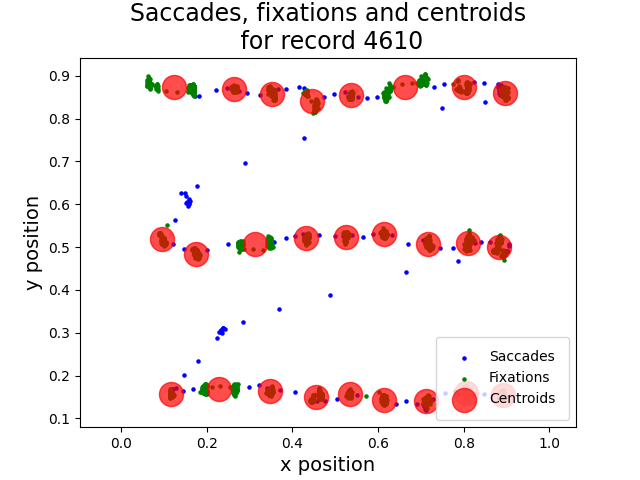 Saccades, fixations and centroids
for record 4610
y position
0.9
0.8
0.7
0.6
0.5
0.4
0.3
0.2
0.1
Saccades
Fixations
Centroids
0.0 0.2 0.4 0.6 0.8 1.0
x position